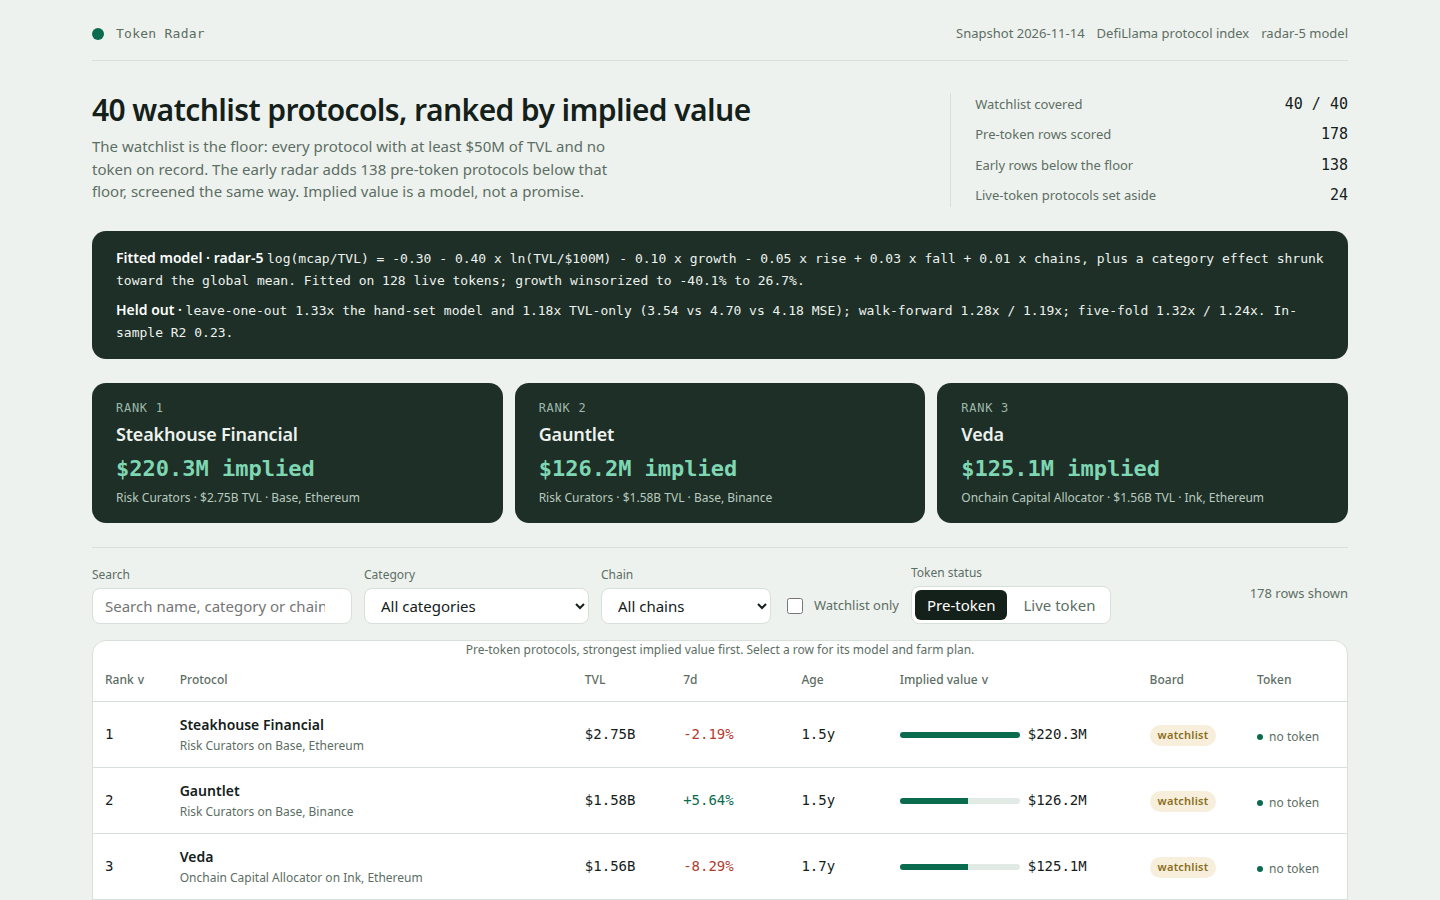 Token Radar
Snapshot 2026-11-14 DefiLlama protocol index radar-5 model
40 watchlist protocols, ranked by implied value
The watchlist is the floor: every protocol with at least $50M of TVL and no
token on record. The early radar adds 138 pre-token protocols below that
floor, screened the same way. Implied value is a model, not a promise.
Watchlist covered 40 / 40
Pre-token rows scored 178
Early rows below the floor 138
Live-token protocols set aside 24
Fitted model · radar-5 log(mcap/TVL) = -0.30 - 0.40 x ln(TVL/$100M) - 0.10 x growth - 0.05 x rise + 0.03 x fall + 0.01 x chains, plus a category effect shrunk
toward the global mean. Fitted on 128 live tokens; growth winsorized to -40.1% to 26.7%.
Held out · leave-one-out 1.33x the hand-set model and 1.18x TVL-only (3.54 vs 4.70 vs 4.18 MSE); walk-forward 1.28x / 1.19x; five-fold 1.32x / 1.24x. In-
sample R2 0.23.
RANK 1
Steakhouse Financial
$220.3M implied
Risk Curators · $2.75B TVL · Base, Ethereum
RANK 2
Gauntlet
$126.2M implied
Risk Curators · $1.58B TVL · Base, Binance
RANK 3
Veda
$125.1M implied
Onchain Capital Allocator · $1.56B TVL · Ink, Ethereum
Search
Search name, category or chain
Category
All categories
Chain
All chains
Watchlist only
Token status
Pre-token Live token
178 rows shown
Pre-token protocols, strongest implied value first. Select a row for its model and farm plan.
Rank v Protocol TVL 7d Age Implied value v Board Token
1 Steakhouse Financial $2.75B -2.19% 1.5y $220.3M watchlist no token
Risk Curators on Base, Ethereum
2 Gauntlet $1.58B +5.64% 1.5y $126.2M watchlist no token
Risk Curators on Base, Binance
3 Veda $1.56B -8.29% 1.7y $125.1M watchlist no token
Onchain Capital Allocator on Ink, Ethereum